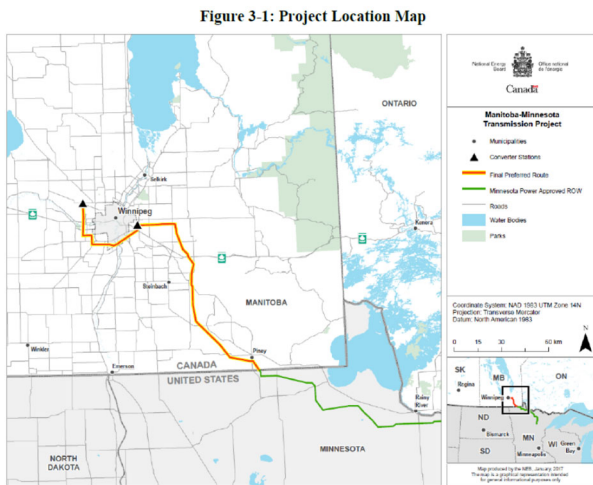 Figure 3-1: Project Location Map
ONTARIO
Selkirk
Winnipeg
Kenora
Steinbach
MANITOBA
Winkler
Emerson
Piney
CANADA
UNITED STATES
Rainy
River
MINNESOTA
NORTH
DAKOTA
National Energy
Board
Office national
de l'énergie
Canada
Manitoba-Minnesota
Transmission Project
Municipalities
Converter Stations
Final Preferred Route
Minnesota Power Approved ROW
Roads
Water Bodies
Parks
Coordinate System: NAD 1983 UTM Zone 14N
Projection: Transverse Mercator
Datum: North American 1983
N
0
15
30
60 km
SK
MB
ON
Regina
Winnipeg
ND
Bismarck
MN
SD
Minneapolis
WI
Green
Bay
Map produced by the NEB, January, 2017
The map is a graphical representation intended
for general informational purposes only.